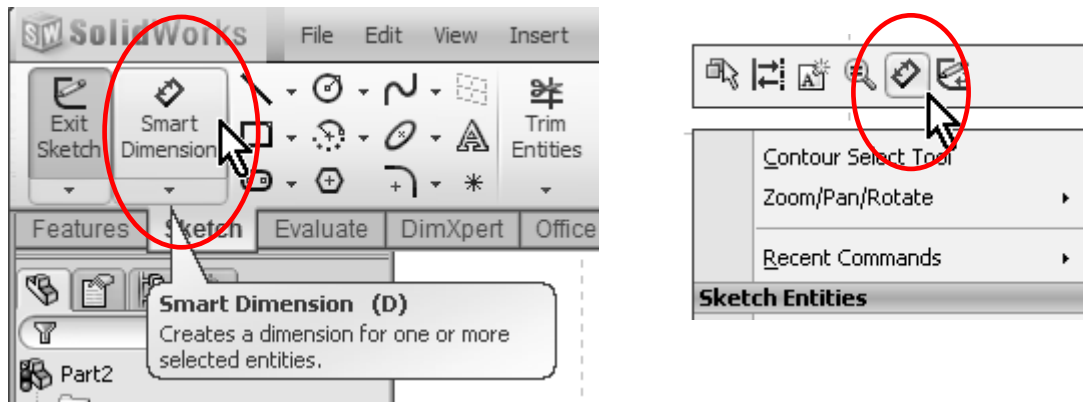 SolidWorks File Edit View Insert
Exit Sketch
Smart Dimension
Trim Entities
Features Sketch Evaluate DimXpert Office
Smart Dimension (D)
Creates a dimension for one or more
selected entities.
Part2
Contour Select Tool
Zoom/Pan/Rotate
Recent Commands
Sketch Entities